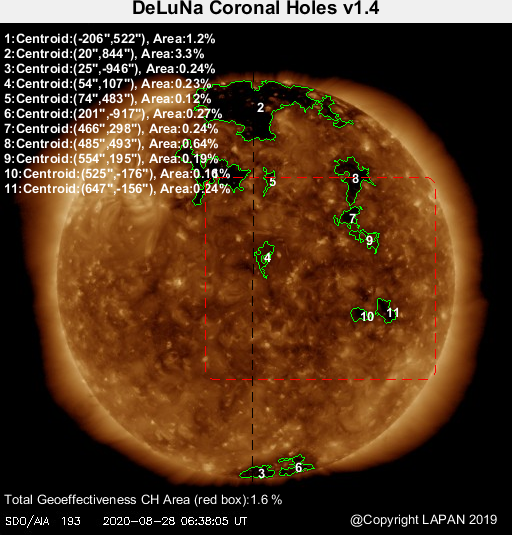 DeLuNa Coronal Holes v1.4
1:Centroid:(-206",522"), Area:1.2%
2:Centroid:(20",844"), Area:3.3%
3:Centroid:(25",-946"), Area:0.24%
4:Centroid:(54",107"), Area:0.23%
5:Centroid:(74",483"), Area:0.12%
6:Centroid:(201",-917"), Area:0.27%
7:Centroid:(466",298"), Area:0.24%
8:Centroid:(485",493"), Area:0.64%
9:Centroid:(554",195"), Area:0.19%
10:Centroid:(525",-176"), Area:
11:Centroid:(647",-156"), Area:0.24%
2
1
5
8
7
9
4
10
11
3
6
Total Geoeffectiveness CH Area (red box):1.6 %
SDO/AIA 193 2020-08-28 06:38:05 UT
@Copyright LAPAN 2019